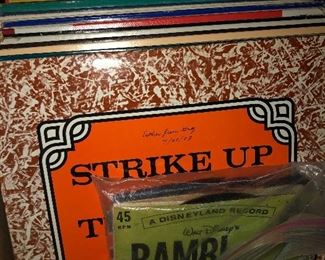 STRIKE UP
T
45
RPM
A DISNEYLAND RECORD
Walt Disney's
BAMBI